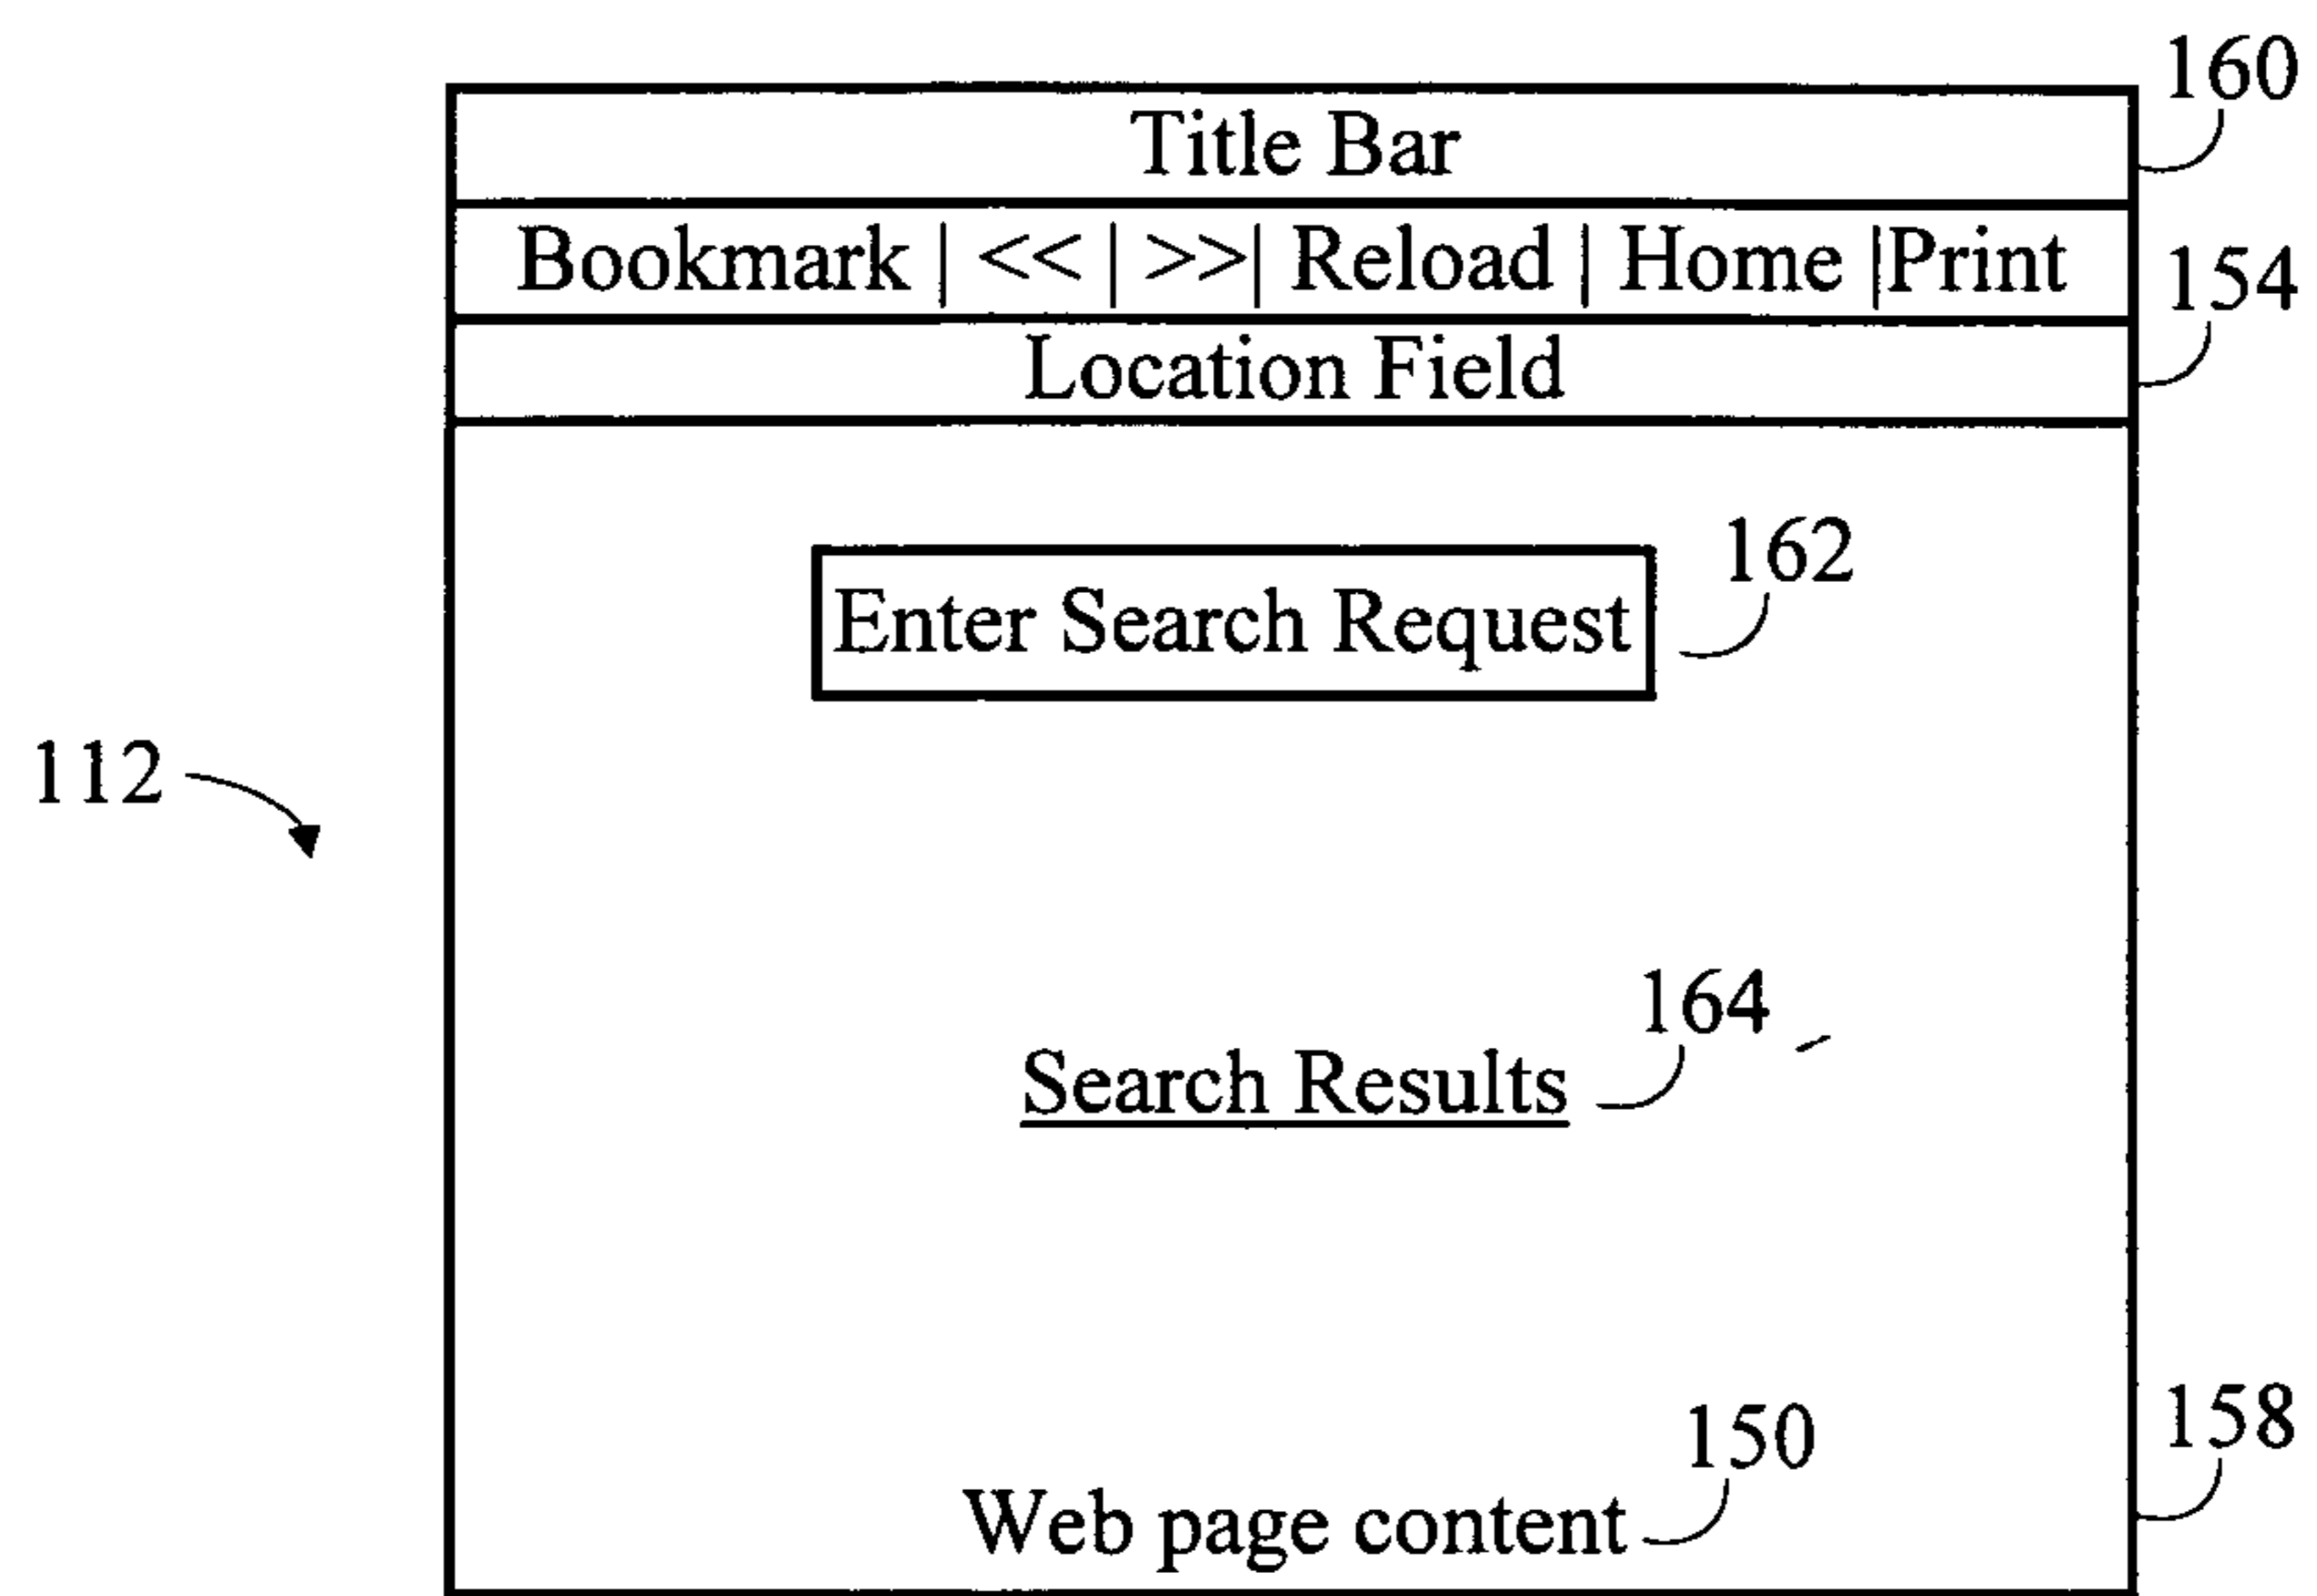 160
Title Bar
Bookmark | << | >>| Reload | Home |Print
154
Location Field
162
Enter Search Request
112
164
Search Results
150
158
Web page content